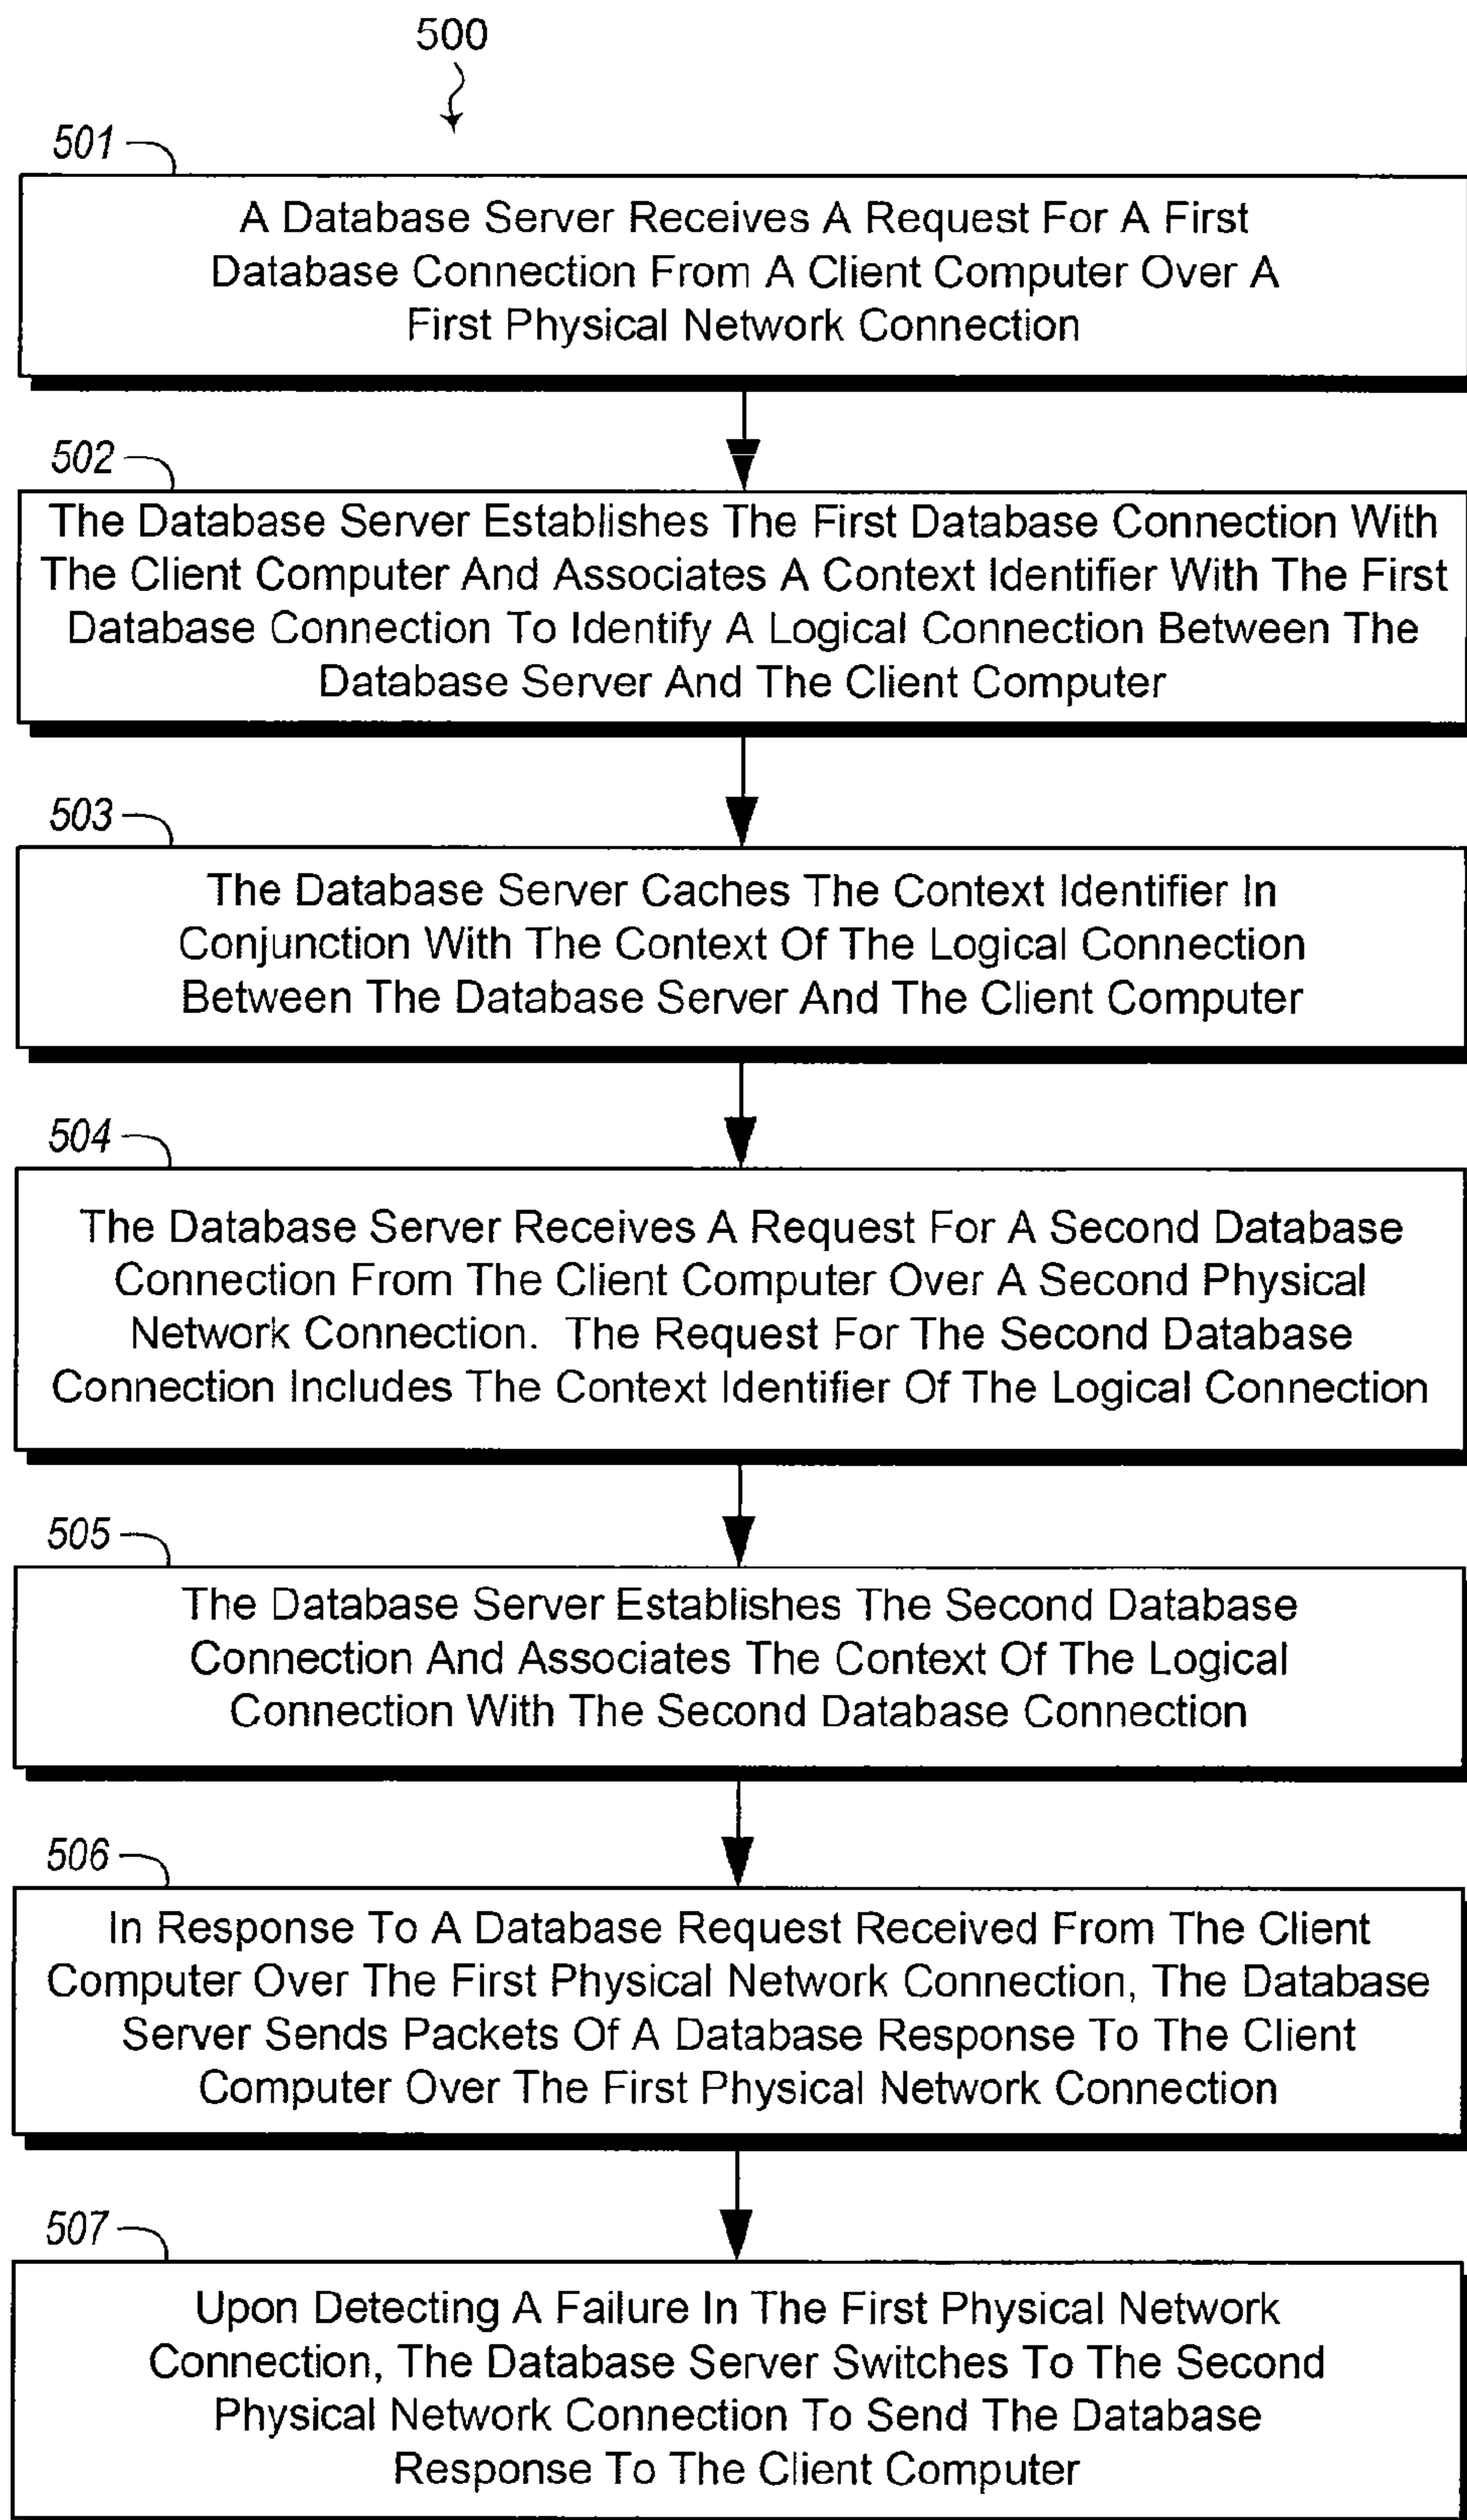 500
501
A Database Server Receives A Request For A First
Database Connection From A Client Computer Over A
First Physical Network Connection
502
The Database Server Establishes The First Database Connection With
The Client Computer And Associates A Context Identifier With The First
Database Connection To Identify A Logical Connection Between The
Database Server And The Client Computer
503
The Database Server Caches The Context Identifier In
Conjunction With The Context Of The Logical Connection
Between The Database Server And The Client Computer
504
The Database Server Receives A Request For A Second Database
Connection From The Client Computer Over A Second Physical
Network Connection. The Request For The Second Database
Connection Includes The Context Identifier Of The Logical Connection
505
The Database Server Establishes The Second Database
Connection And Associates The Context Of The Logical
Connection With The Second Database Connection
506
In Response To A Database Request Received From The Client
Computer Over The First Physical Network Connection, The Database
Server Sends Packets Of A Database Response To The Client
Computer Over The First Physical Network Connection
507
Upon Detecting A Failure In The First Physical Network
Connection, The Database Server Switches To The Second
Physical Network Connection To Send The Database
Response To The Client Computer